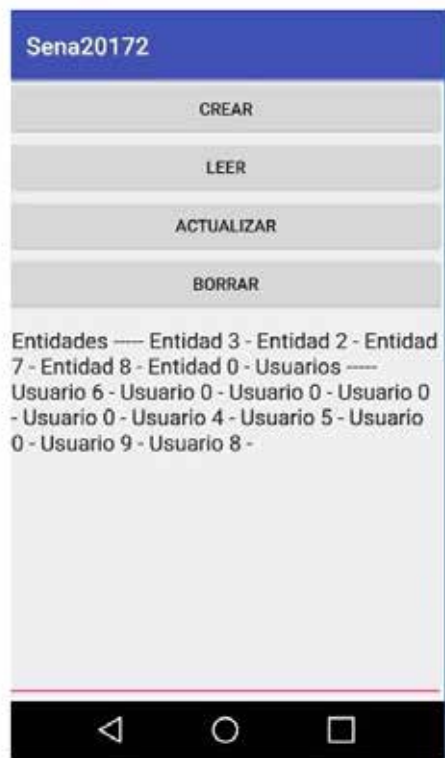 Sena20172
CREAR
LEER
ACTUALIZAR
BORRAR
Entidades ----- Entidad 3 - Entidad 2 - Entidad
7 - Entidad 8 - Entidad 0 - Usuarios -----
Usuario 6 - Usuario 0 - Usuario 0 - Usuario 0
- Usuario 0 - Usuario 4 - Usuario 5 - Usuario
0 - Usuario 9 - Usuario 8 -